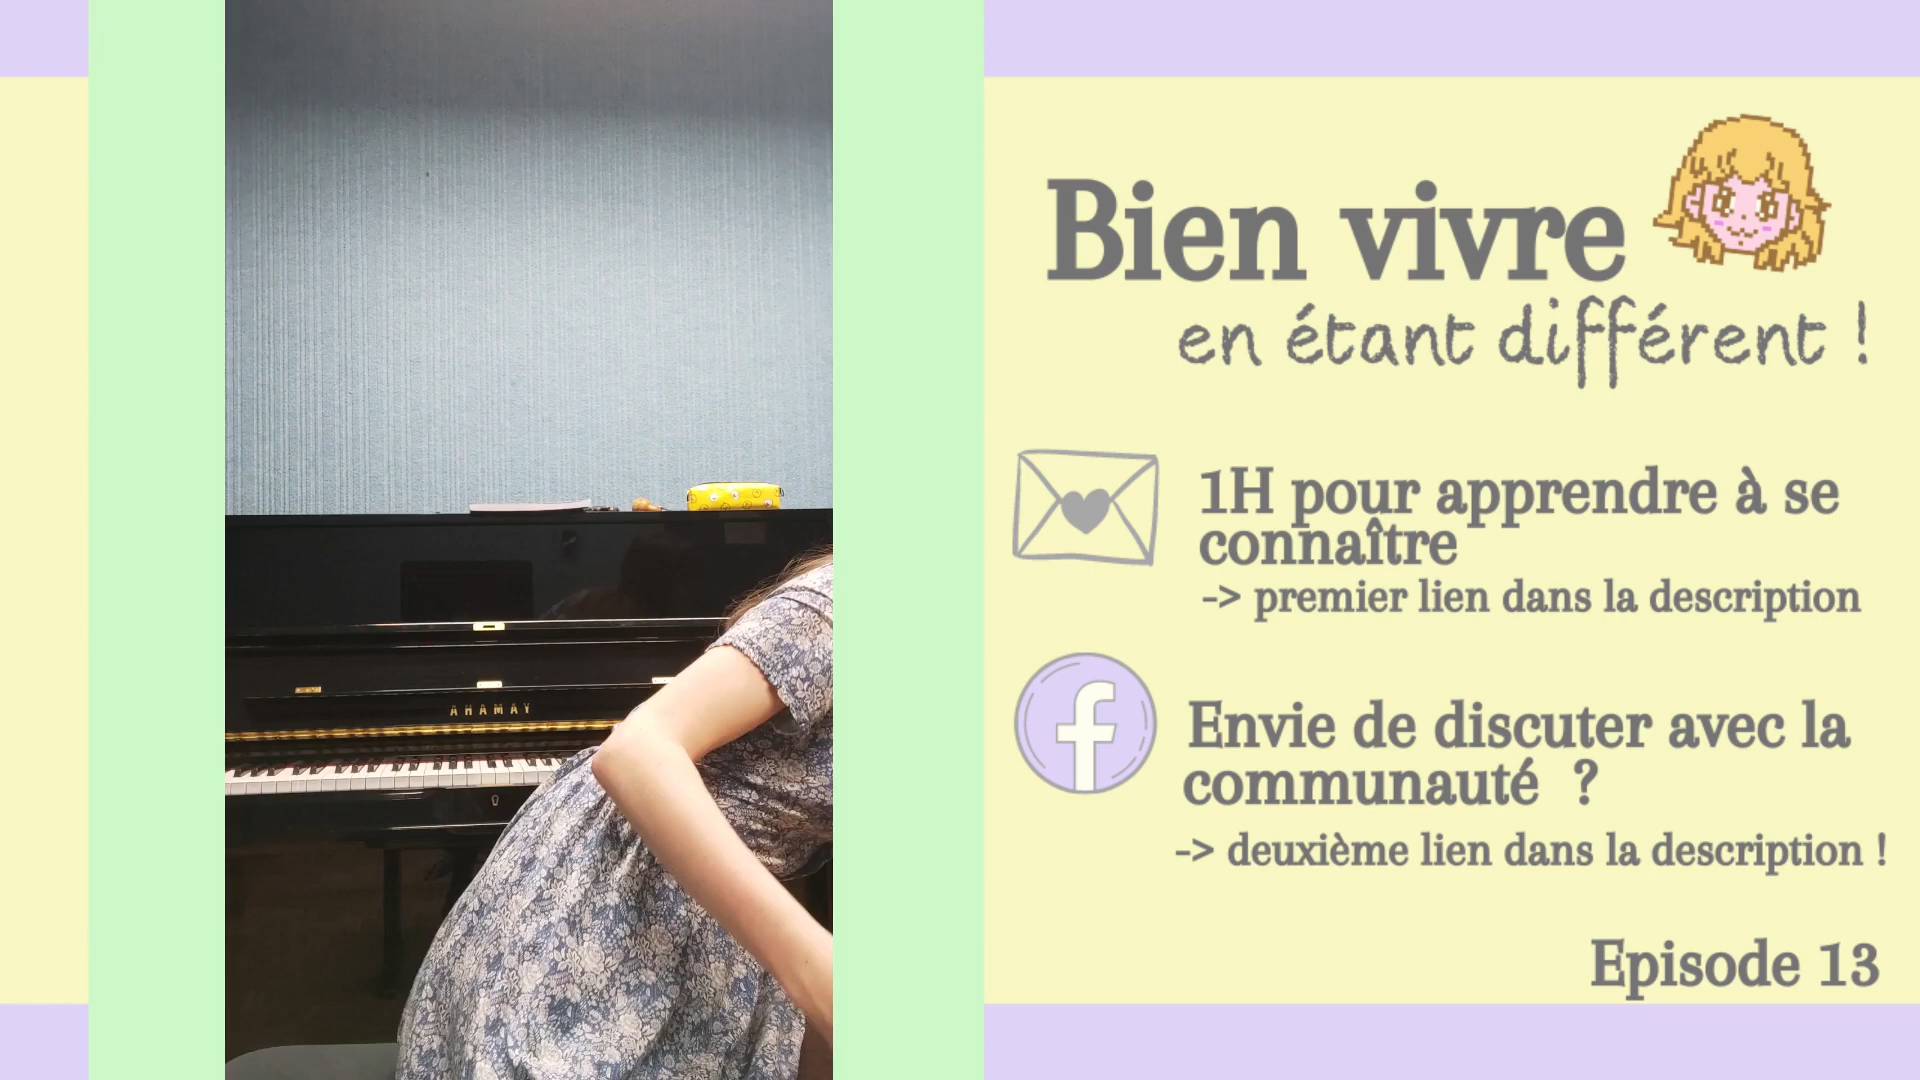 Bien vivre
en étant différent !
1H pour apprendre à se
connaître
-> premier lien dans la description
Envie de discuter avec la
communauté ?
-> deuxième lien dans la description !
Episode 13
AHAMAY